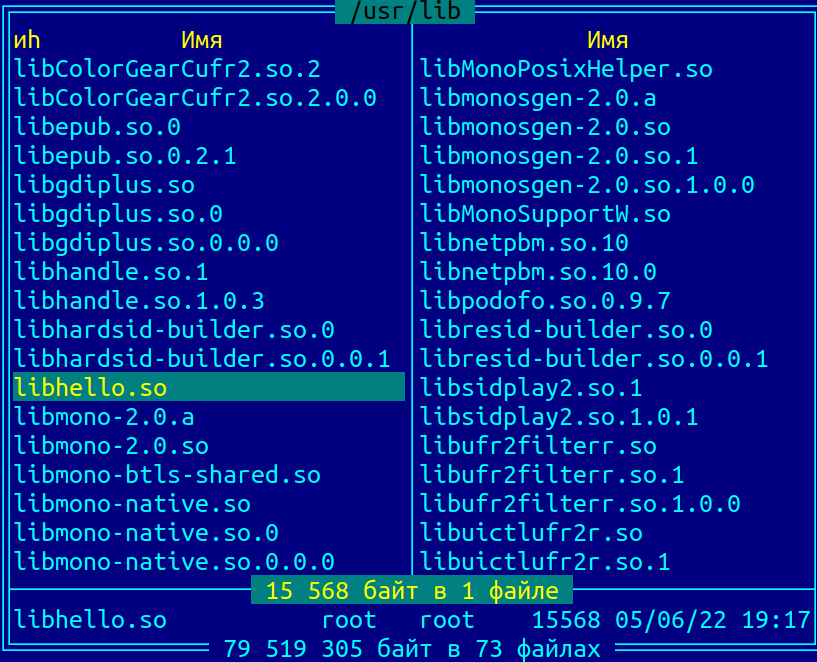 /usr/lib
иh Имя
libColorGearCufr2.so.2
libColorGearCufr2.so.2.0.0
libepub.so.0
libepub.so.0.2.1
libgdiplus.so
libgdiplus.so.0
libgdiplus.so.0.0.0
libhandle.so.1
libhandle.so.1.0.3
libhardsid-builder.so.0
libhardsid-builder.so.0.0.1
libhello.so
libmono-2.0.a
libmono-2.0.so
libmono-btls-shared.so
libmono-native.so
libmono-native.so.0
libmono-native.so.0.0.0
Имя
libMonoPosixHelper.so
libmonosgen-2.0.a
libmonosgen-2.0.so
libmonosgen-2.0.so.1
libmonosgen-2.0.so.1.0.0
libMonoSupportW.so
libnetpbm.so.10
libnetpbm.so.10.0
libpodofo.so.0.9.7
libresid-builder.so.0
libresid-builder.so.0.0.1
libsidplay2.so.1
libsidplay2.so.1.0.1
libufr2filterr.so
libufr2filterr.so.1
libufr2filterr.so.1.0.0
libuictlufr2r.so
libuictlufr2r.so.1
15 568 байт в 1 файле
libhello.so root root 15568 05/06/22 19:17
79 519 305 байт в 73 файлах